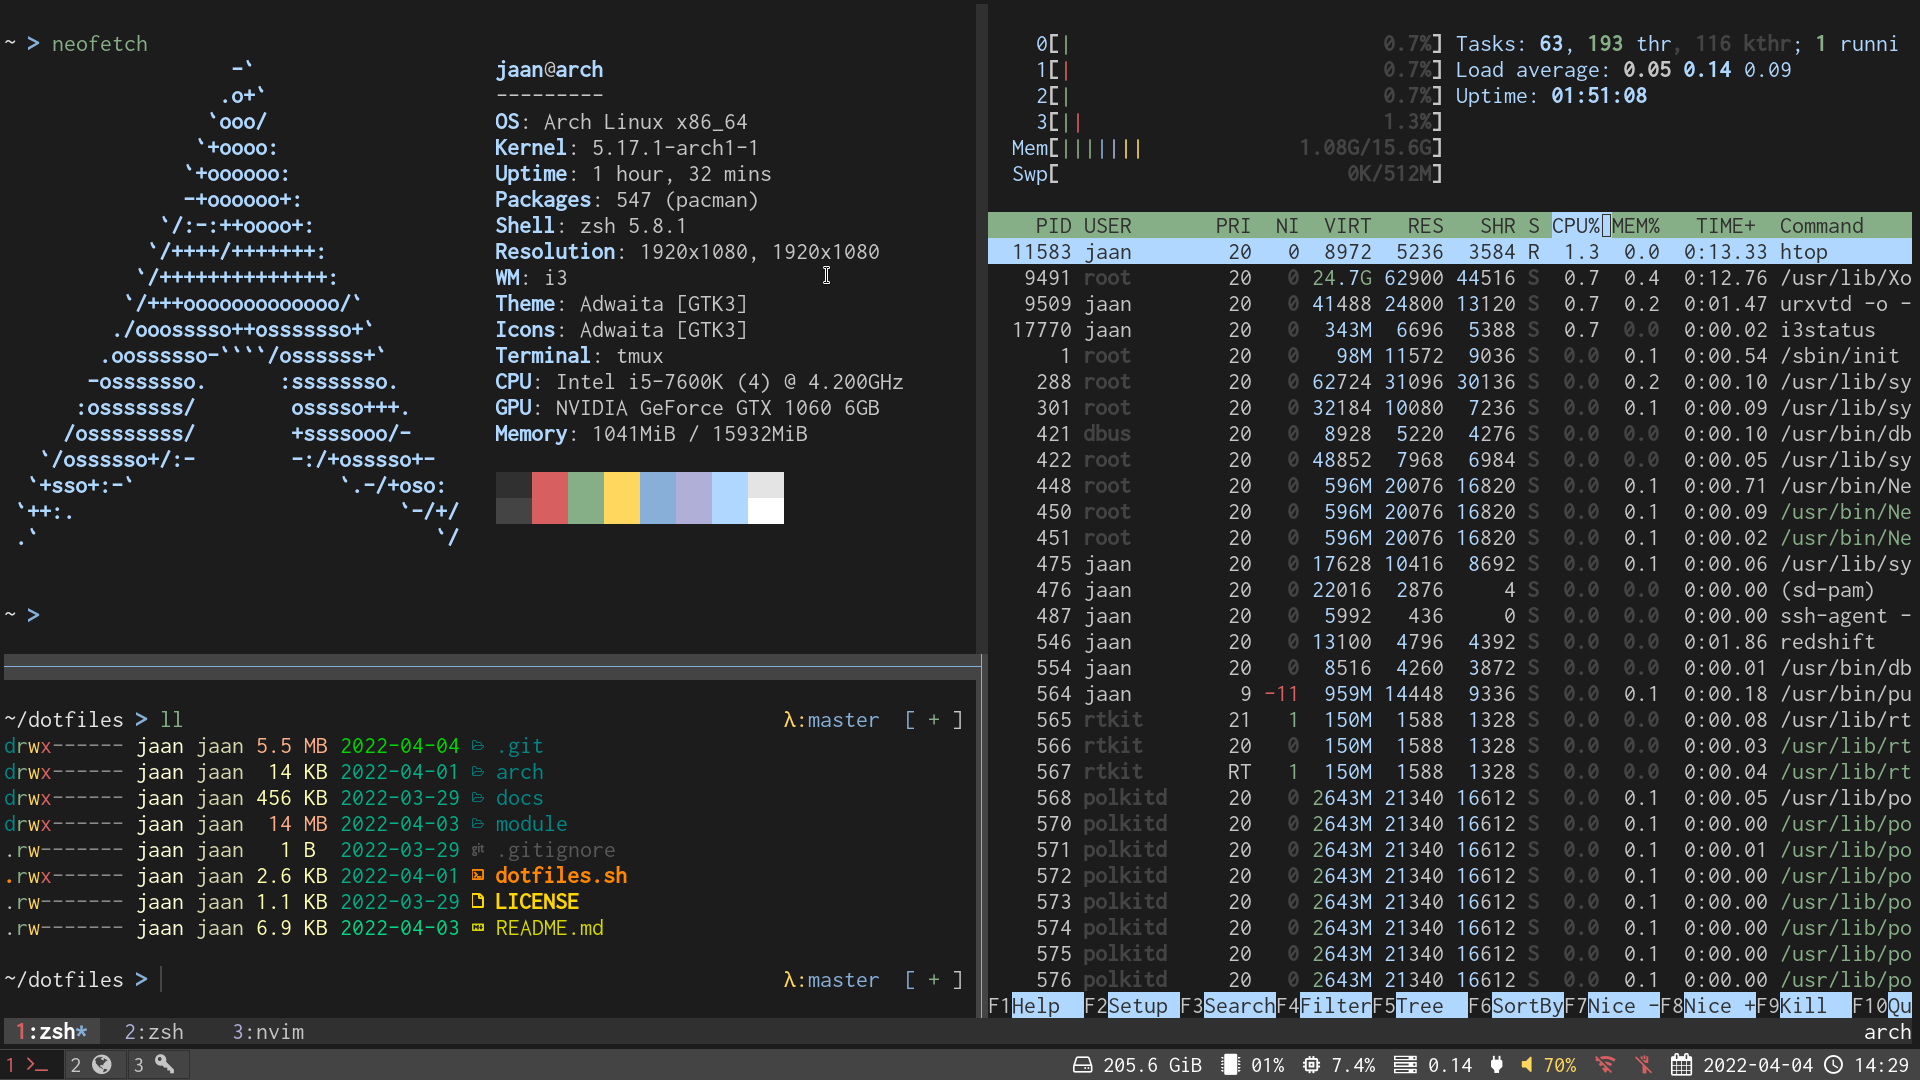 ~ > neofetch
-`
.o+`
`ooo/
`+oooo:
`+oooooo:
-+oooooo+:
`/:-:++oooo+:
`/++++/+++++++:
`/++++++++++++++:
`/+++ooooooooooooo/`
./ooosssso++osssssso+`
.oossssso-````/ossssss+`
-osssssso.      :ssssssso.
:osssssss/        osssso+++.
/ossssssss/        +ssssooo/-
`/ossssso+/:-        -:/+osssso+-
`+sso+:-`                 `.-/+oso:
`++:.                           `-/+/
.`                                 `/
jaan@arch
---------
OS: Arch Linux x86_64
Kernel: 5.17.1-arch1-1
Uptime: 1 hour, 32 mins
Packages: 547 (pacman)
Shell: zsh 5.8.1
Resolution: 1920x1080, 1920x1080
WM: i3
Theme: Adwaita [GTK3]
Icons: Adwaita [GTK3]
Terminal: tmux
CPU: Intel i5-7600K (4) @ 4.200GHz
GPU: NVIDIA GeForce GTX 1060 6GB
Memory: 1041MiB / 15932MiB
~ >
~/dotfiles > ll λ:master [ + ]
drwx------ jaan jaan 5.5 MB 2022-04-04 .git
drwx------ jaan jaan 14 KB 2022-04-01 arch
drwx------ jaan jaan 456 KB 2022-03-29 docs
drwx------ jaan jaan 14 MB 2022-04-03 module
.rw------- jaan jaan 1 B 2022-03-29 .gitignore
.rwx------ jaan jaan 2.6 KB 2022-04-01 dotfiles.sh
.rw------- jaan jaan 1.1 KB 2022-03-29 LICENSE
.rw------- jaan jaan 6.9 KB 2022-04-03 README.md
~/dotfiles > λ:master [ + ]
0[| 0.7%] Tasks: 63, 193 thr, 116 kthr; 1 runni
1[| 0.7%] Load average: 0.05 0.14 0.09
2[| 0.7%] Uptime: 01:51:08
3[|| 1.3%]
Mem[||||||| 1.08G/15.6G]
Swp[ 0K/512M]
PID USER PRI NI VIRT RES SHR S CPU% MEM% TIME+ Command
11583 jaan 20 0 8972 5236 3584 R 1.3 0.0 0:13.33 htop
9491 root 20 0 24.7G 62900 44516 S 0.7 0.4 0:12.76 /usr/lib/Xo
9509 jaan 20 0 41488 24800 13120 S 0.7 0.2 0:01.47 urxvtd -o -
17770 jaan 20 0 343M 6696 5388 S 0.7 0.0 0:00.02 i3status
1 root 20 0 98M 11572 9036 S 0.0 0.1 0:00.54 /sbin/init
288 root 20 0 62724 31096 30136 S 0.0 0.2 0:00.10 /usr/lib/sy
301 root 20 0 32184 10080 7236 S 0.0 0.1 0:00.09 /usr/lib/sy
421 dbus 20 0 8928 5220 4276 S 0.0 0.0 0:00.10 /usr/bin/db
422 root 20 0 48852 7968 6984 S 0.0 0.0 0:00.05 /usr/lib/sy
448 root 20 0 596M 20076 16820 S 0.0 0.1 0:00.71 /usr/bin/Ne
450 root 20 0 596M 20076 16820 S 0.0 0.1 0:00.09 /usr/bin/Ne
451 root 20 0 596M 20076 16820 S 0.0 0.1 0:00.02 /usr/bin/Ne
475 jaan 20 0 17628 10416 8692 S 0.0 0.1 0:00.06 /usr/lib/sy
476 jaan 20 0 22016 2876 4 S 0.0 0.0 0:00.00 (sd-pam)
487 jaan 20 0 5992 436 0 S 0.0 0.0 0:00.00 ssh-agent -
546 jaan 20 0 13100 4796 4392 S 0.0 0.0 0:01.86 redshift
554 jaan 20 0 8516 4260 3872 S 0.0 0.0 0:00.01 /usr/bin/db
564 jaan 9 -11 959M 14448 9336 S 0.0 0.1 0:00.18 /usr/bin/pu
565 rtkit 21 1 150M 1588 1328 S 0.0 0.0 0:00.08 /usr/lib/rt
566 rtkit 20 0 150M 1588 1328 S 0.0 0.0 0:00.03 /usr/lib/rt
567 rtkit RT 1 150M 1588 1328 S 0.0 0.0 0:00.04 /usr/lib/rt
568 polkitd 20 0 2643M 21340 16612 S 0.0 0.1 0:00.05 /usr/lib/po
570 polkitd 20 0 2643M 21340 16612 S 0.0 0.1 0:00.00 /usr/lib/po
571 polkitd 20 0 2643M 21340 16612 S 0.0 0.1 0:00.01 /usr/lib/po
572 polkitd 20 0 2643M 21340 16612 S 0.0 0.1 0:00.00 /usr/lib/po
573 polkitd 20 0 2643M 21340 16612 S 0.0 0.1 0:00.00 /usr/lib/po
574 polkitd 20 0 2643M 21340 16612 S 0.0 0.1 0:00.00 /usr/lib/po
575 polkitd 20 0 2643M 21340 16612 S 0.0 0.1 0:00.00 /usr/lib/po
576 polkitd 20 0 2643M 21340 16612 S 0.0 0.1 0:00.00 /usr/lib/po
F1Help F2Setup F3SearchF4FilterF5Tree F6SortByF7Nice -F8Nice +F9Kill F10Qu
1:zsh* 2:zsh 3:nvim arch
1 2 3 205.6 GiB 01% 7.4% 0.14 70% 2022-04-04 14:29